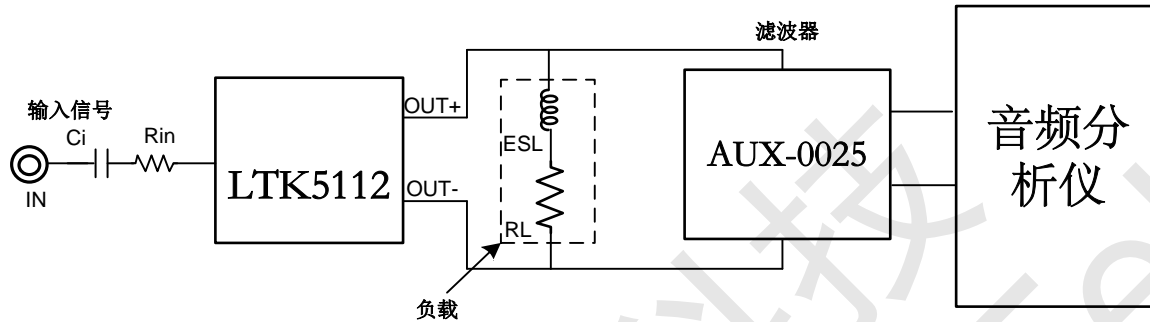 输入信号
Ci
Rin
IN
LTK5112
OUT+
OUT-
ESL
RL
负载
滤波器
AUX-0025
音频分
析仪